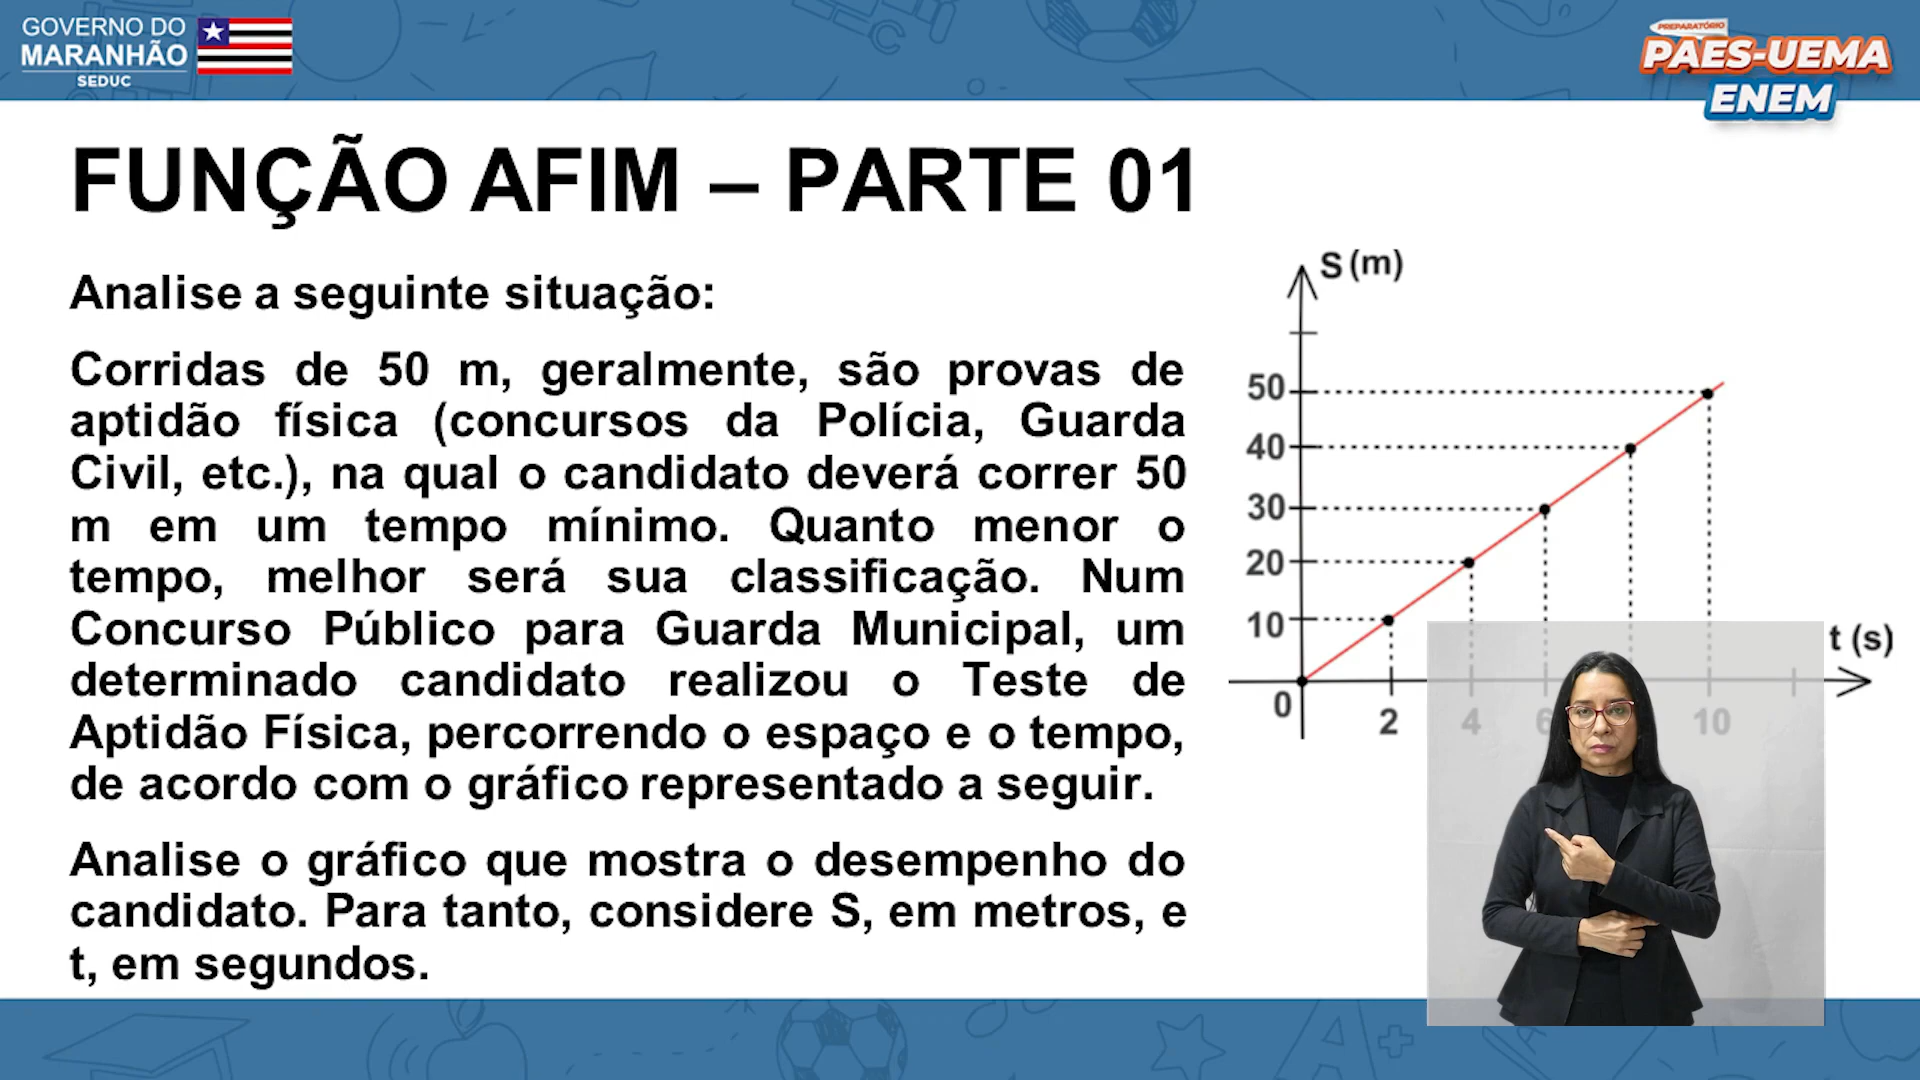 GOVERNO DO
MARANHÃO
SEDUC
PREPARATÓRIO
PAES-UEMA
ENEM
FUNÇÃO AFIM – PARTE 01
Analise a seguinte situação:
Corridas de 50 m, geralmente, são provas de
aptidão física (concursos da Polícia, Guarda
Civil, etc.), na qual o candidato deverá correr 50
m em um tempo mínimo. Quanto menor o
tempo, melhor será sua classificação. Num
Concurso Público para Guarda Municipal, um
determinado candidato realizou o Teste de
Aptidão Física, percorrendo o espaço e o tempo,
de acordo com o gráfico representado a seguir.
Analise o gráfico que mostra o desempenho do
candidato. Para tanto, considere S, em metros, e
t, em segundos.
S (m)
50
40
30
20
10
t (s)
0
2 4 6 10
A+